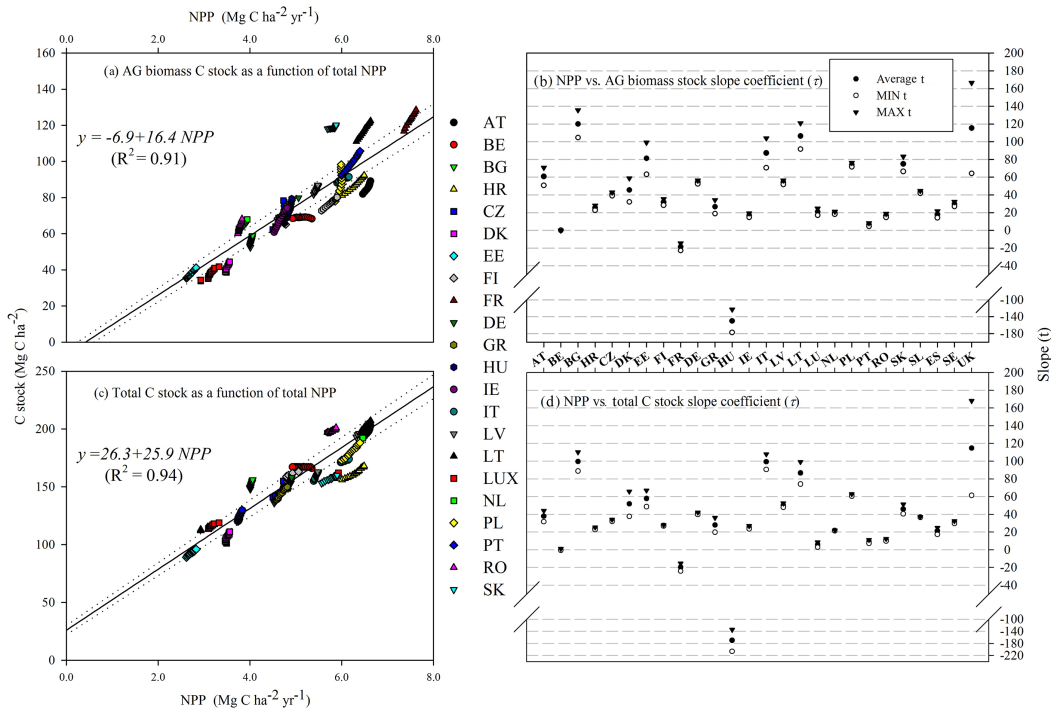 NPP (Mg C ha-2 yr-1)
0.0 2.0 4.0 6.0 8.0
160
140
120
100
80
60
40
20
0
(a) AG biomass C stock as a function of total NPP
y = -6.9+16.4 NPP
(R2 = 0.91)
C stock (Mg C ha-2)
250
200
150
100
50
0
(c) Total C stock as a function of total NPP
y =26.3+25.9 NPP
(R2 = 0.94)
0.0 2.0 4.0 6.0 8.0
NPP (Mg C ha-2 yr-1)
AT
BE
BG
HR
CZ
DK
EE
FI
FR
DE
GR
HU
IE
IT
LV
LT
LUX
NL
PL
PT
RO
SK
(b) NPP vs. AG biomass stock slope coefficient (τ)
Average t
MIN t
MAX t
200
180
160
140
120
100
80
60
40
20
0
-20
-40
-100
-140
-180
AT BE BG HR CZ DK EE FI FR DE GR HU IE IT LV LT LU NL PL PT RO SK SL ES SE UK
Slope (t)
(d) NPP vs. total C stock slope coefficient (τ)
200
180
160
140
120
100
80
60
40
20
0
-20
-40
-100
-140
-180
-220